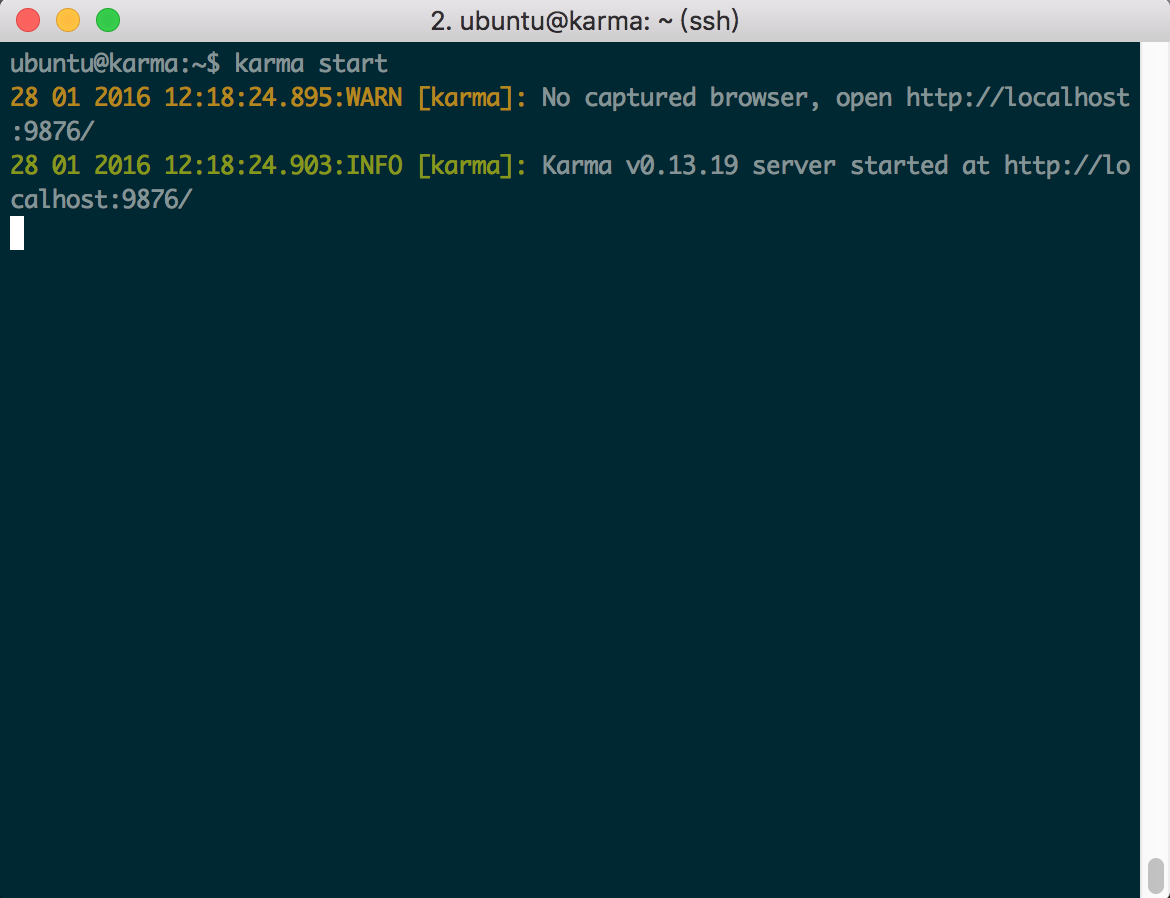 2. ubuntu@karma: ~ (ssh)
ubuntu@karma:~$ karma start
28 01 2016 12:18:24.895:WARN [karma]: No captured browser, open http://localhost
:9876/
28 01 2016 12:18:24.903:INFO [karma]: Karma v0.13.19 server started at http://lo
calhost:9876/